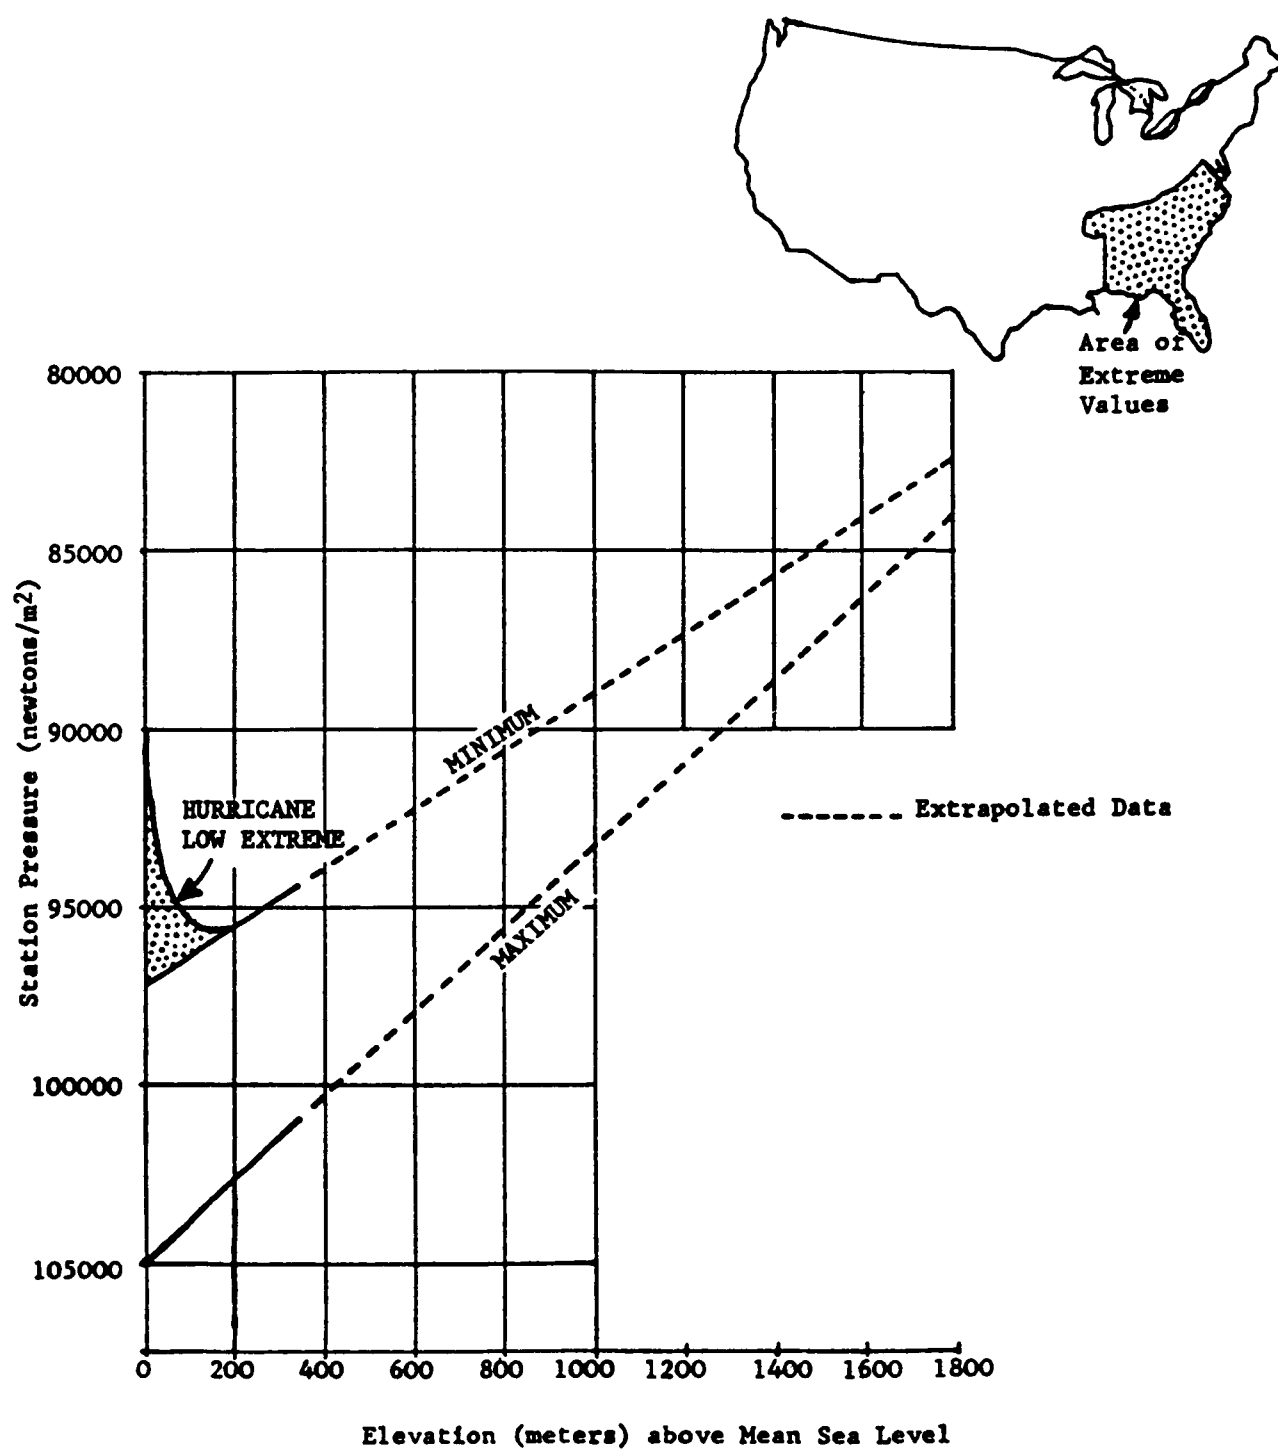 Area of
Extreme
Values
80000
85000
90000
95000
100000
105000
Station Pressure (newtons/m²)
MINIMUM
HURRICANE
LOW EXTREME
MAXIMUM
Extrapolated Data
0 200 400 600 800 1000 1200 1400 1600 1800
Elevation (meters) above Mean Sea Level